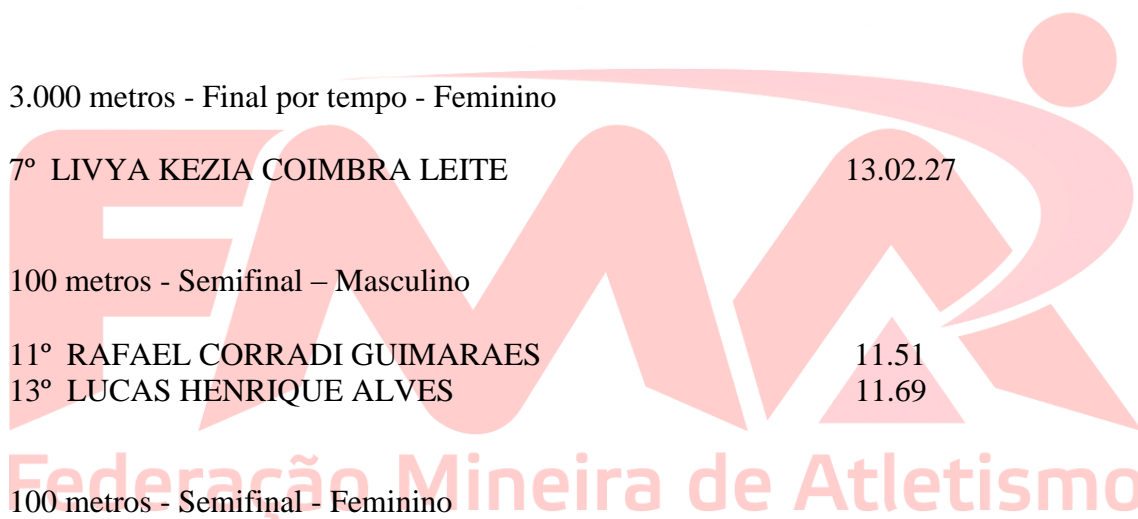 3.000 metros - Final por tempo - Feminino
7º LIVYA KEZIA COIMBRA LEITE 13.02.27
100 metros - Semifinal – Masculino
11º RAFAEL CORRADI GUIMARAES 11.51
13º LUCAS HENRIQUE ALVES 11.69
FMA
Federação Mineira de Atletismo
100 metros - Semifinal - Feminino